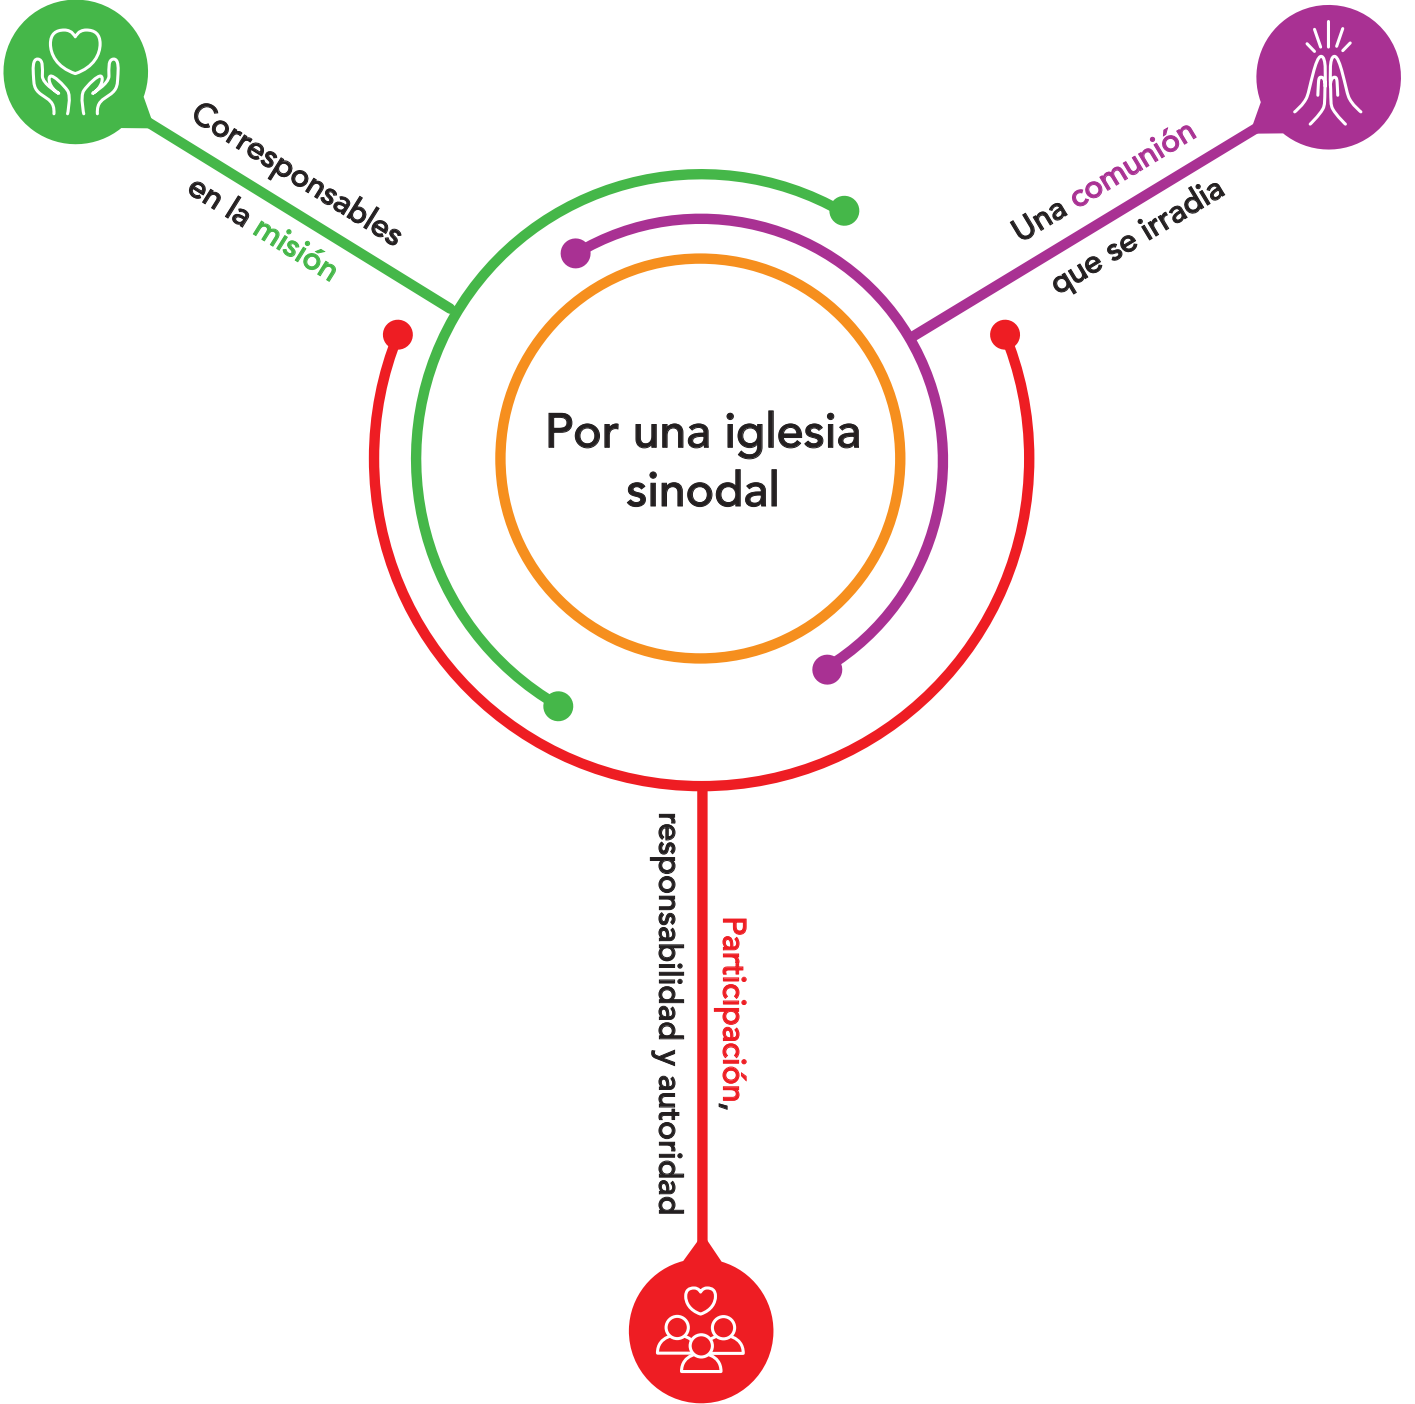 Corresponsables
en la misión
Una comunión
que se irradia
Por una iglesia
sinodal
Participación,
responsabilidad y autoridad